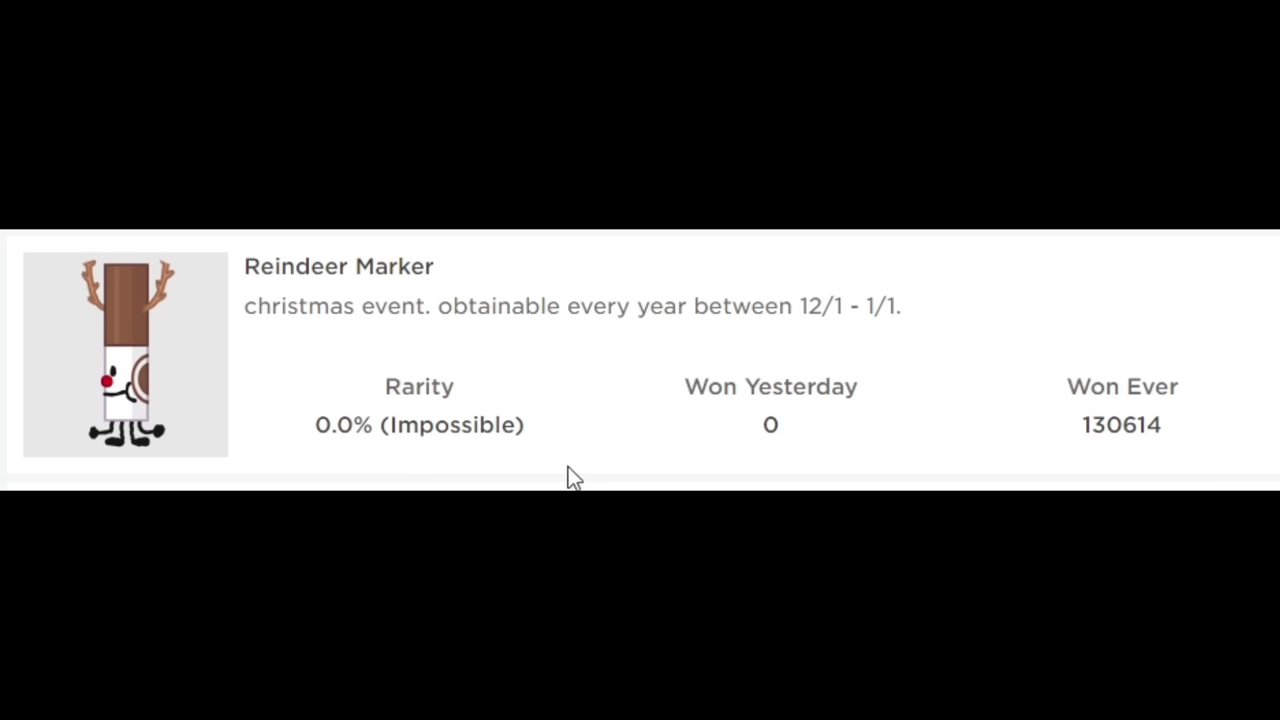 Reindeer Marker
christmas event. obtainable every year between 12/1 - 1/1.
Rarity Won Yesterday Won Ever
0.0% (Impossible) 0 130614